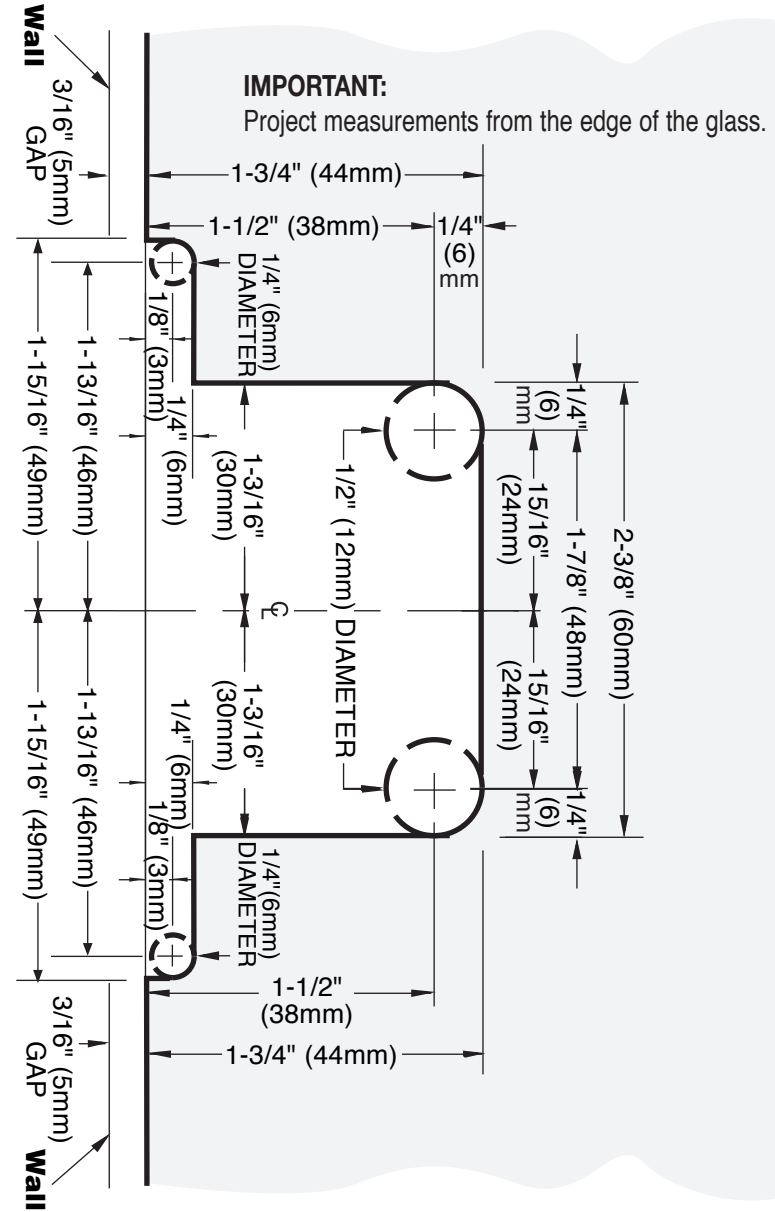 Wall
3/16" (5mm)
GAP
IMPORTANT:
Project measurements from the edge of the glass.
1-3/4" (44mm)
1-1/2" (38mm)
1/4"
(6)
mm
1/4" (6mm)
DIAMETER
1/8" (3mm)
1/4" (6mm)
1-15/16" (49mm)
1-13/16" (46mm)
1-3/16"
(30mm)
1/2" (12mm) DIAMETER
1/4"
(6)
mm
15/16"
(24mm)
1-7/8" (48mm)
2-3/8" (60mm)
CL
1-15/16" (49mm)
1-13/16" (46mm)
1/4" (6mm)
1-3/16"
(30mm)
15/16"
(24mm)
1/4"
(6)
mm
1/8" (3mm)
1/4"(6mm)
DIAMETER
1-1/2"
(38mm)
1-3/4" (44mm)
3/16" (5mm)
GAP
Wall